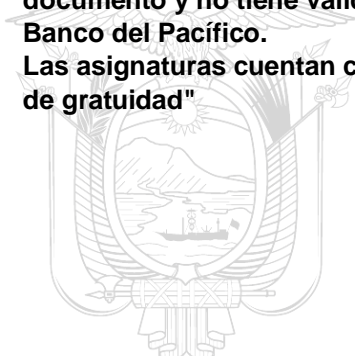 documento y no tiene
Banco del Pacífico.
Las asignaturas cuentan
de gratuidad"